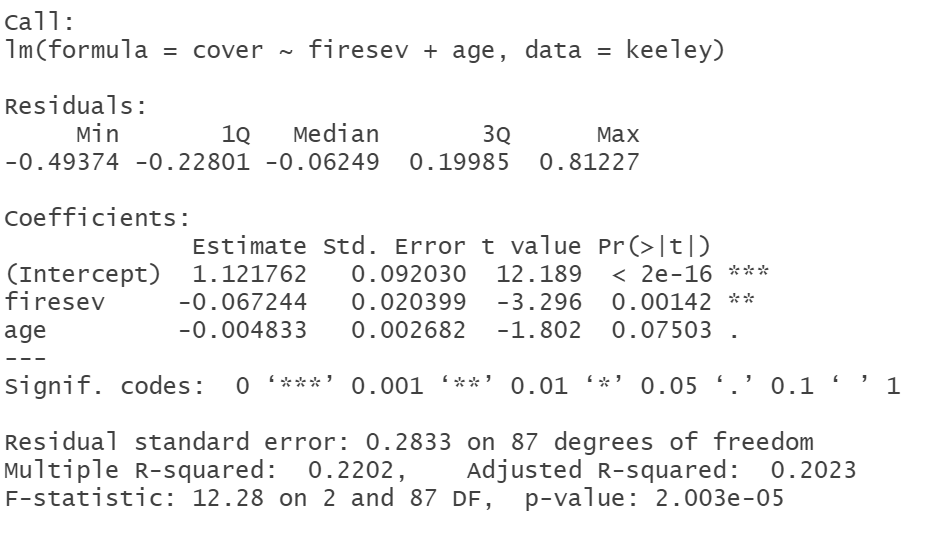 Call:
lm(formula = cover ~ firesev + age, data = keeley)
Residuals:
     Min       1Q   Median       3Q      Max
-0.49374 -0.22801 -0.06249  0.19985  0.81227
Coefficients:
             Estimate Std. Error t value Pr(>|t|)
(Intercept)  1.121762   0.092030  12.189  < 2e-16 ***
firesev     -0.067244   0.020399  -3.296  0.00142 **
age         -0.004833   0.002682  -1.802  0.07503 .
---
Signif. codes:  0 ‘***’ 0.001 ‘**’ 0.01 ‘*’ 0.05 ‘.’ 0.1 ‘ ’ 1
Residual standard error: 0.2833 on 87 degrees of freedom
Multiple R-squared:  0.2202,    Adjusted R-squared:  0.2023
F-statistic: 12.28 on 2 and 87 DF,  p-value: 2.003e-05